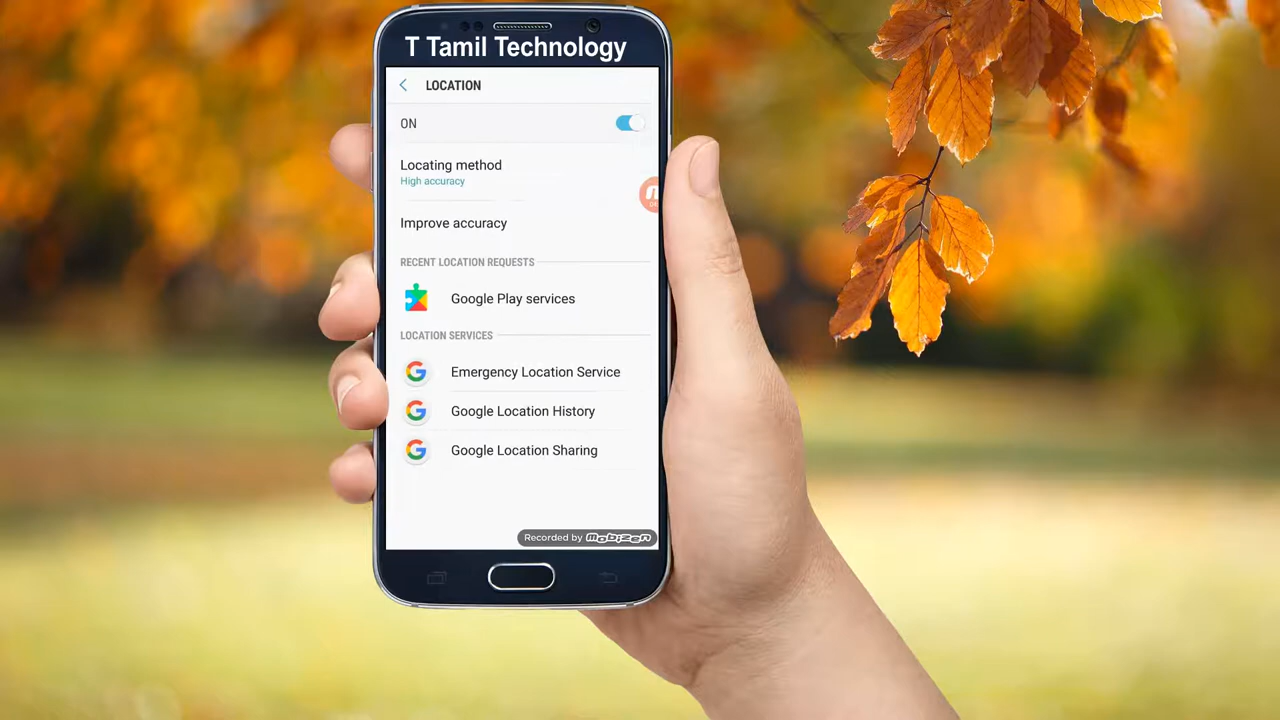 T Tamil Technology
LOCATION
ON
Locating method
High accuracy
Improve accuracy
RECENT LOCATION REQUESTS
Google Play services
LOCATION SERVICES
Emergency Location Service
Google Location History
Google Location Sharing
Recorded by mobizen